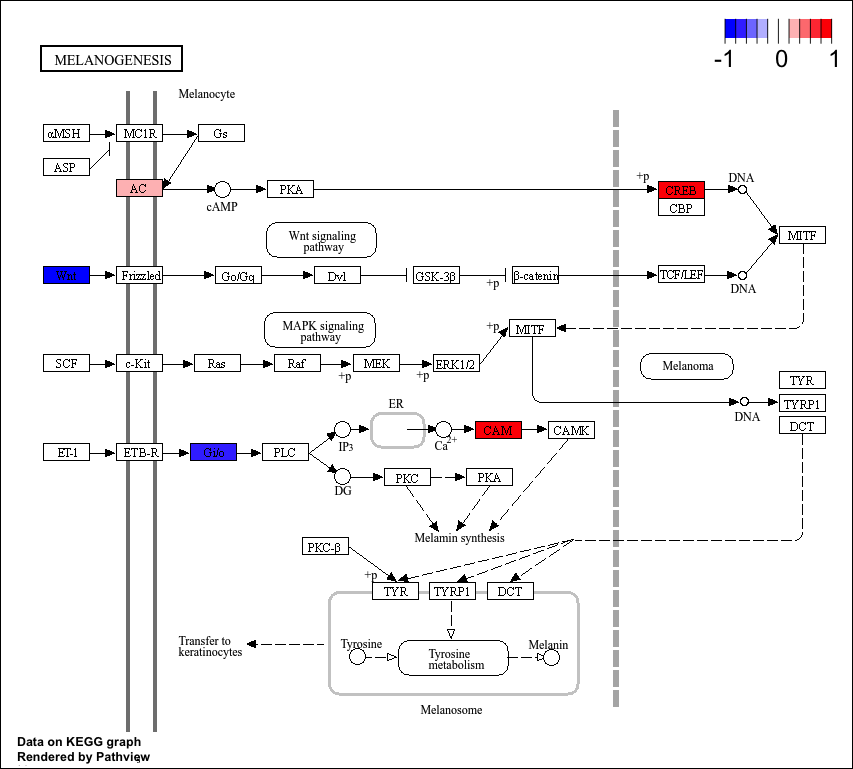 -1 0 1
MELANOGENESIS
Melanocyte
αMSH
MC1R
Gs
ASP
AC
cAMP
PKA
+p
CREB
CBP
DNA
MITF
Wnt signaling
pathway
Wnt
Frizzled
Go/Gq
Dvl
GSK-3β
+p
β-catenin
TCF/LEF
DNA
MAPK signaling
pathway
+p
MITF
SCF
c-Kit
Ras
Raf
+p
MEK
+p
ERK1/2
Melanoma
TYR
TYRP1
DCT
DNA
ER
ET-1
ETB-R
Gi/o
PLC
IP3
Ca2+
CAM
CAMK
DG
PKC
PKA
Melamin synthesis
PKC-β
+p
TYR
TYRP1
DCT
Transfer to
keratinocytes
Tyrosine
Tyrosine
metabolism
Melanin
Melanosome
Data on KEGG graph
Rendered by Pathview